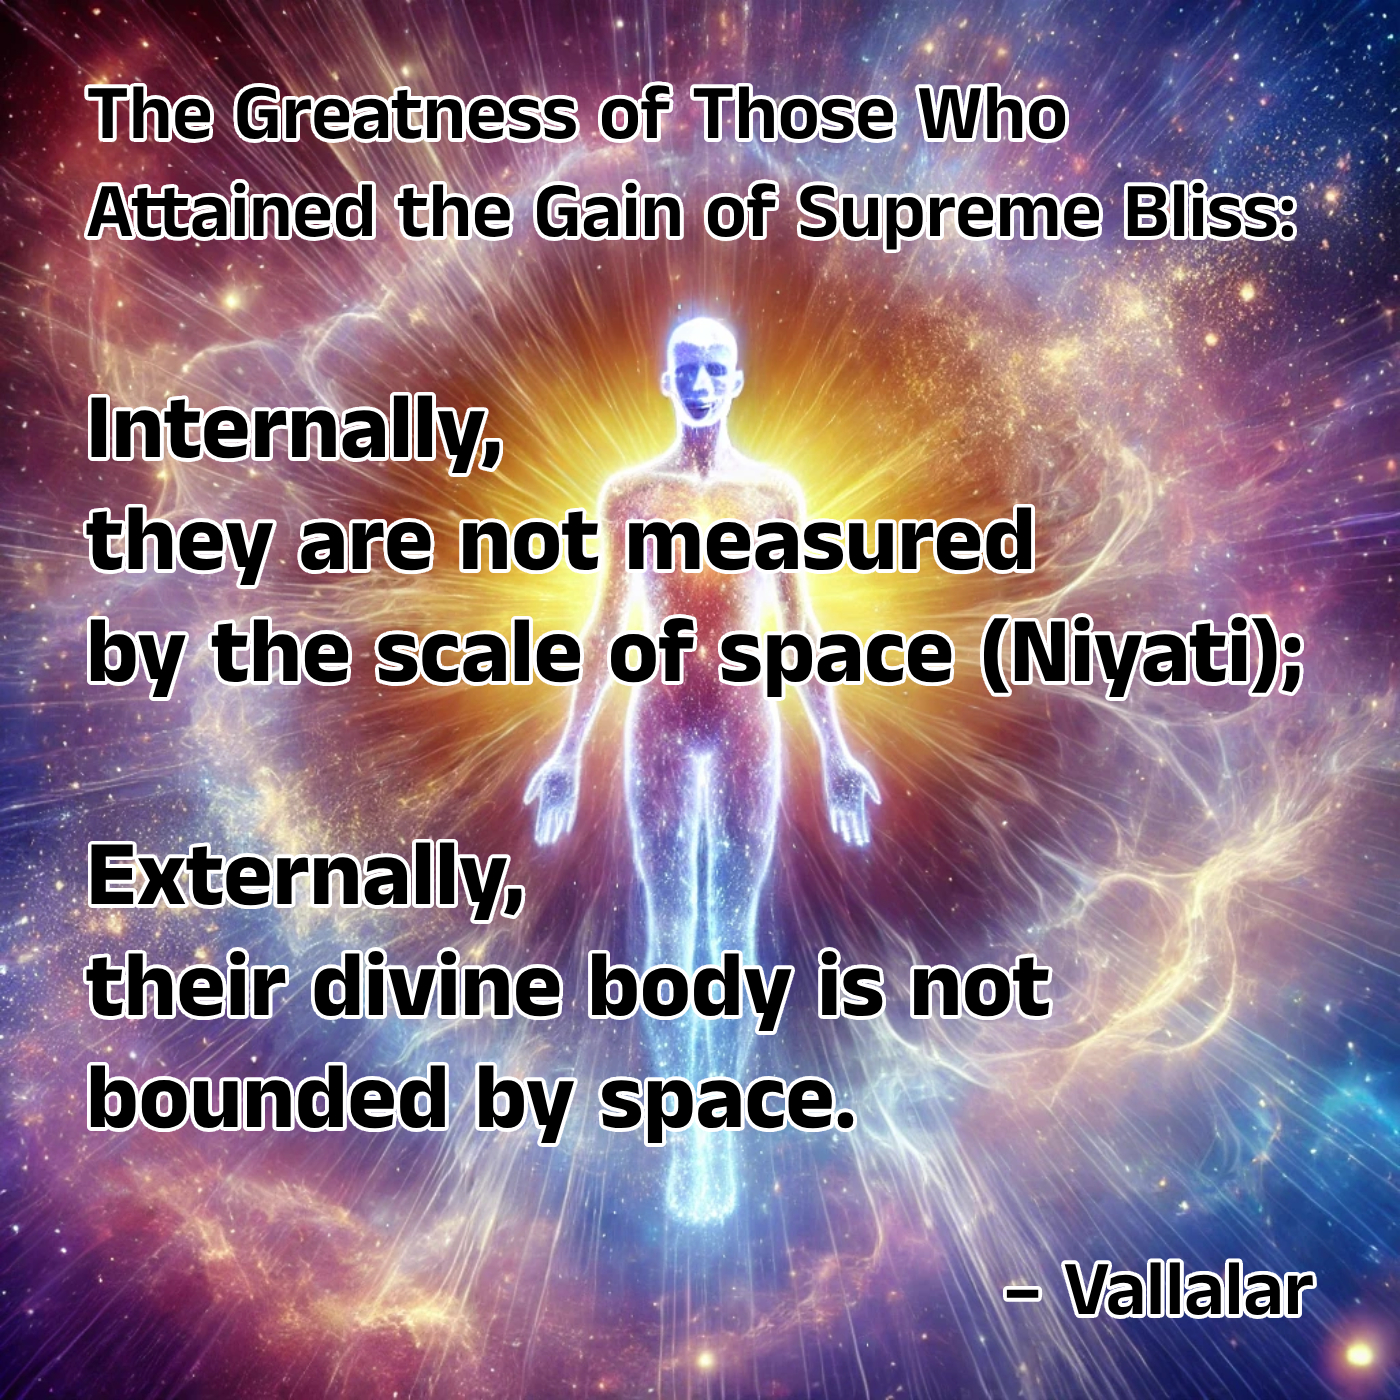 The Greatness of Those Who
Attained the Gain of Supreme Bliss:
Internally,
they are not measured
by the scale of space (Niyati);
Externally,
their divine body is not
bounded by space.
– Vallalar